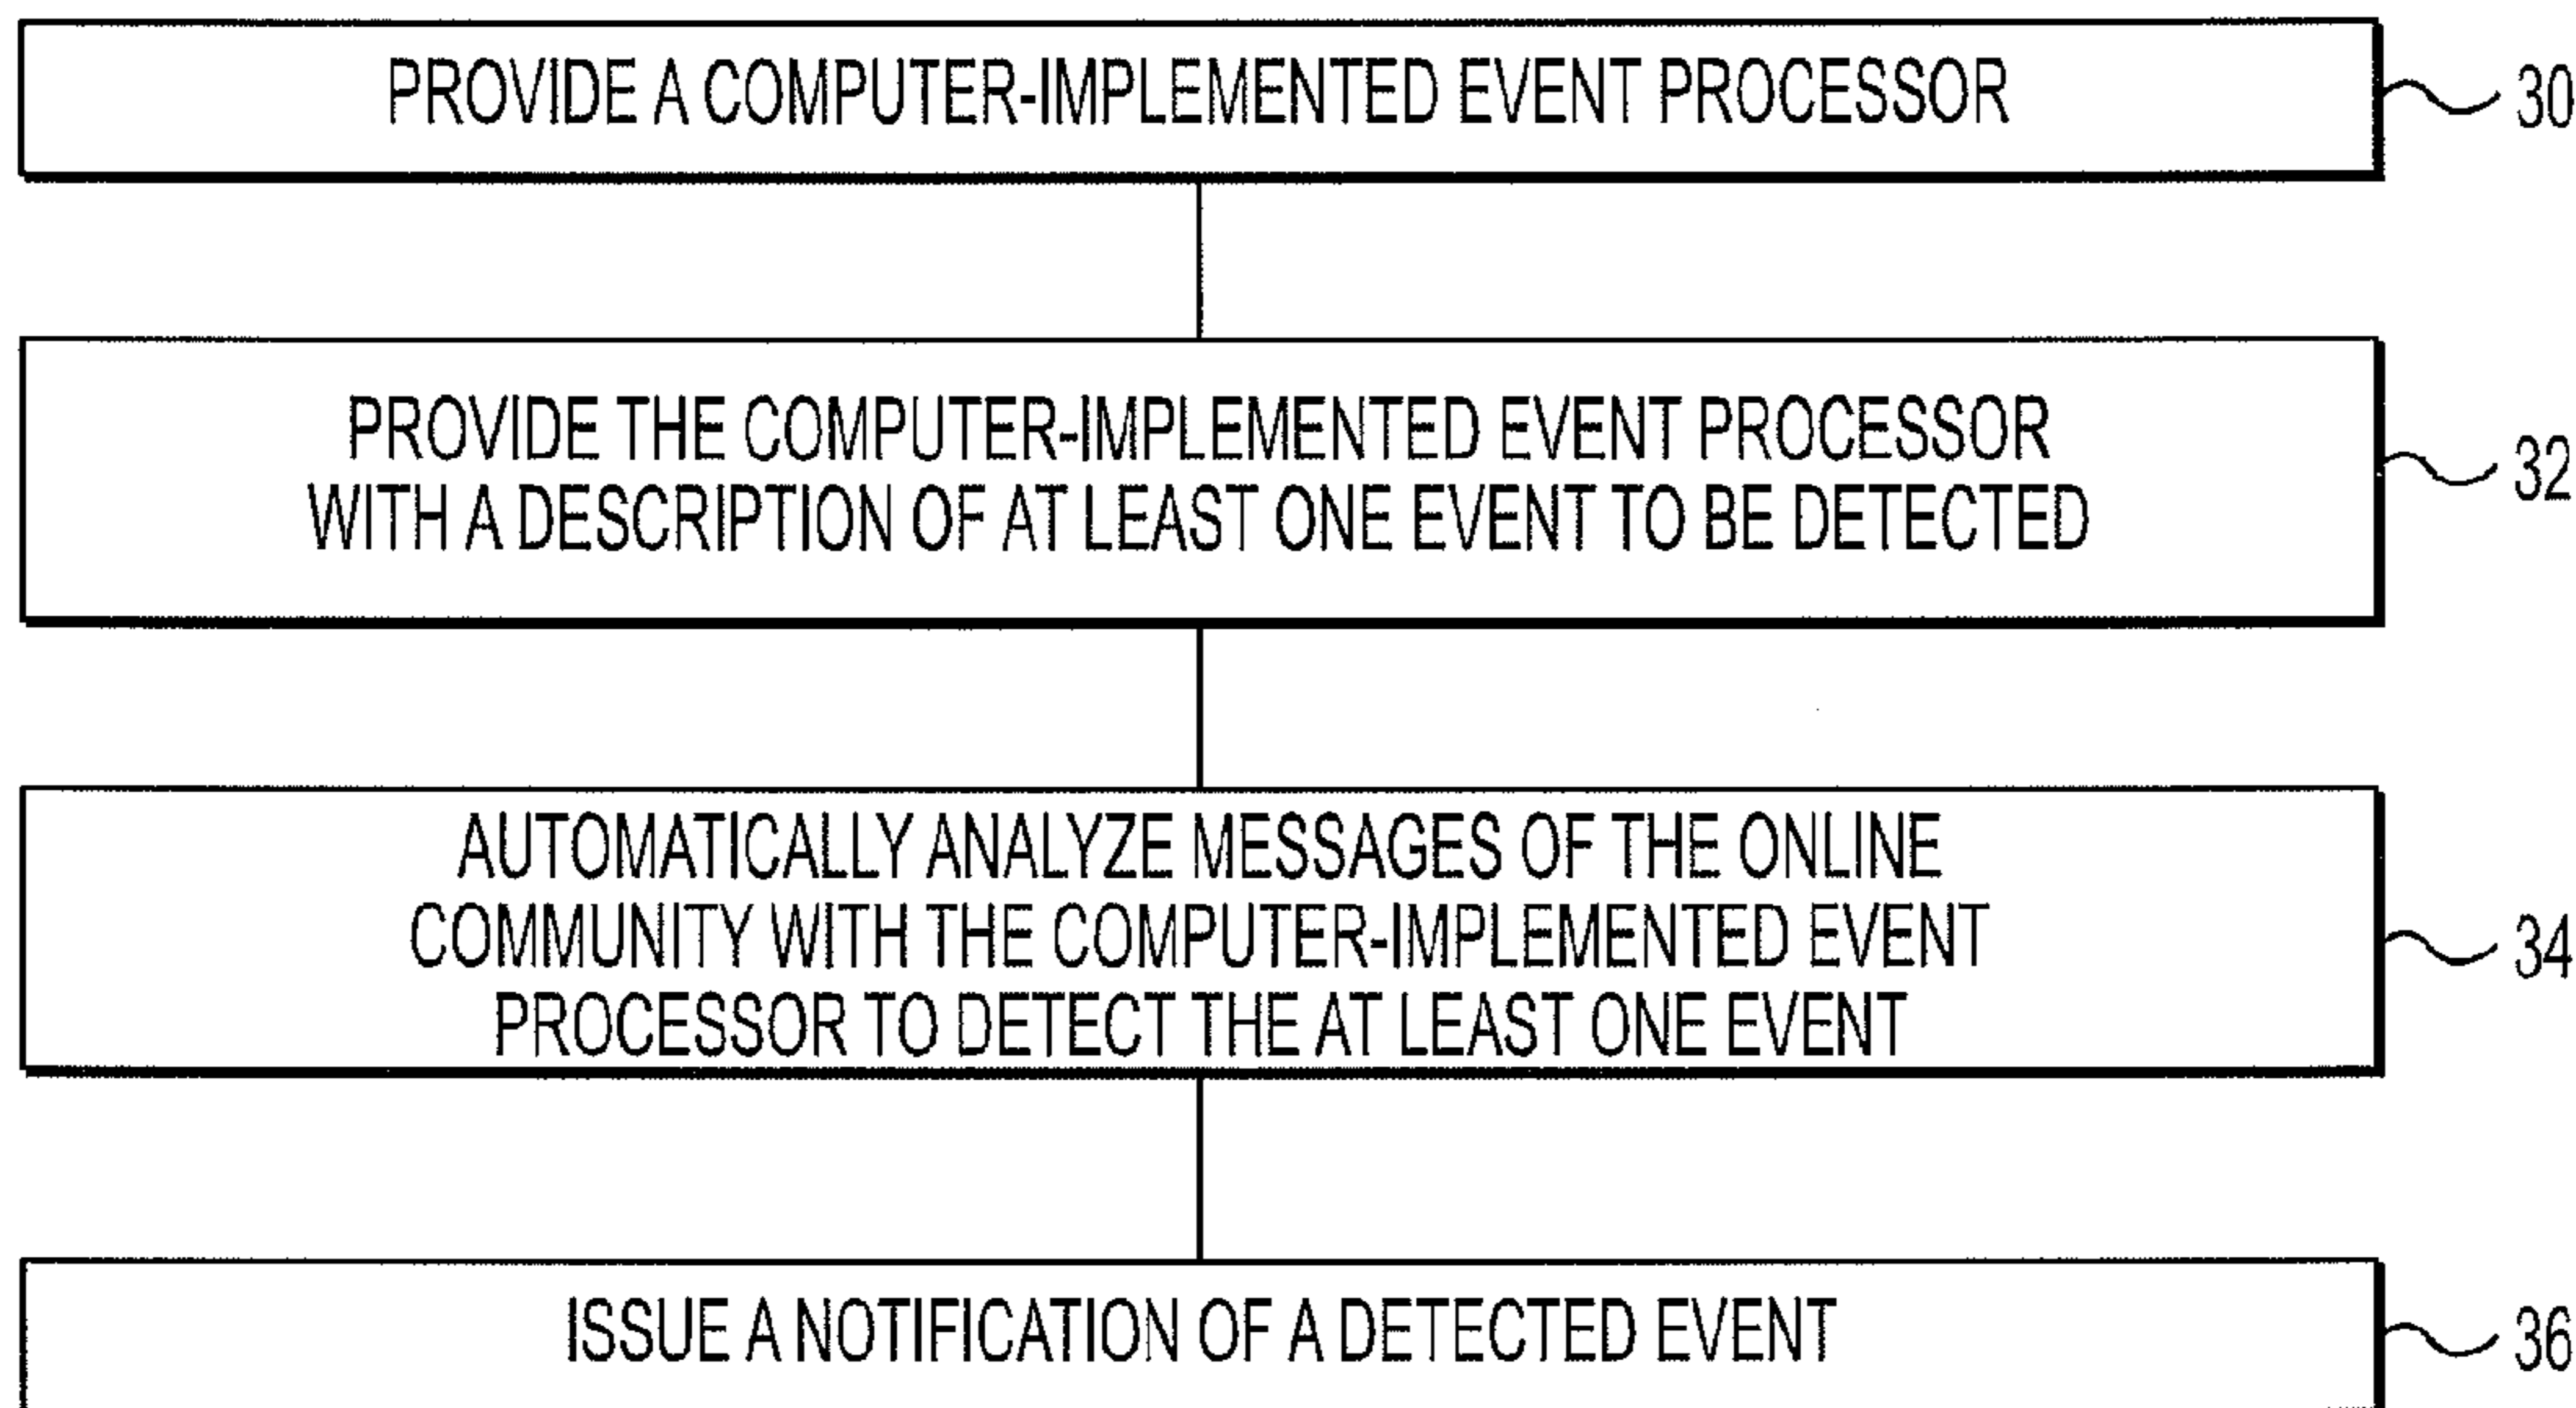 PROVIDE A COMPUTER-IMPLEMENTED EVENT PROCESSOR
30
PROVIDE THE COMPUTER-IMPLEMENTED EVENT PROCESSOR
WITH A DESCRIPTION OF AT LEAST ONE EVENT TO BE DETECTED
32
AUTOMATICALLY ANALYZE MESSAGES OF THE ONLINE
COMMUNITY WITH THE COMPUTER-IMPLEMENTED EVENT
PROCESSOR TO DETECT THE AT LEAST ONE EVENT
34
ISSUE A NOTIFICATION OF A DETECTED EVENT
36